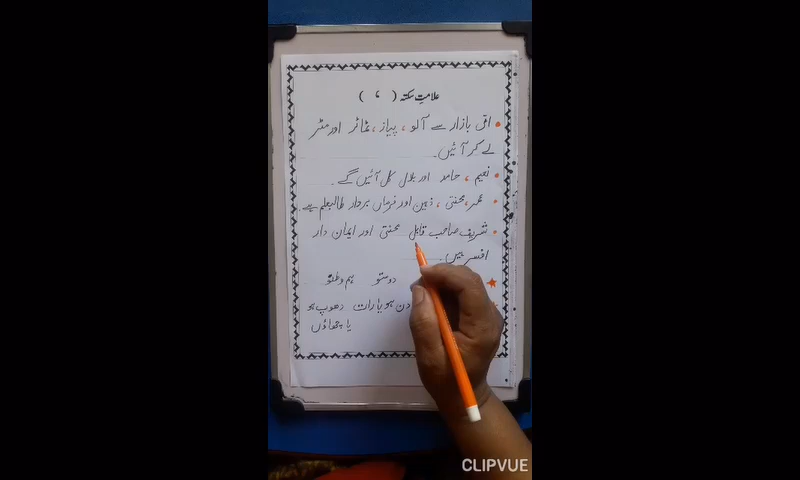 علامتِ سکتہ ( ، )
امی بازار سے آلو ، پیاز ، ٹماٹر اور مٹر
لے کر آئیں۔
نعیم ، حامد اور بلال کل آئیں گے۔
عمر، محنتی ، ذہین اور فرماں بردار طالبعلم ہے
شریف صاحب قابل محنتی اور ایمان دار
افسر ہیں۔
دوستو ہم وطنو
دن ہو یا رات دھوپ ہو
یا چھاؤں
CLIPVUE